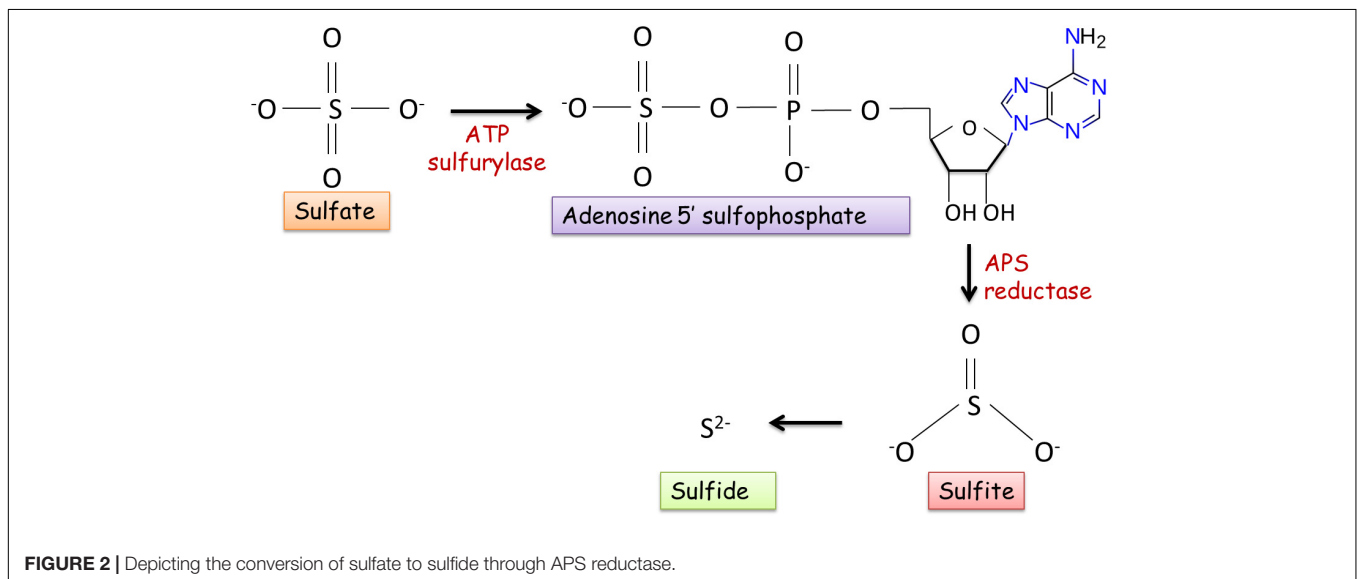 O
⁻O S O⁻
O
Sulfate
ATP
sulfurylase
O
⁻O S O
O
O
P
O⁻
O
O
NH₂
N
N
N
N
OH OH
Adenosine 5' sulfophosphate
APS
reductase
O
S
⁻O O⁻
Sulfite
S²⁻
Sulfide
FIGURE 2 | Depicting the conversion of sulfate to sulfide through APS reductase.